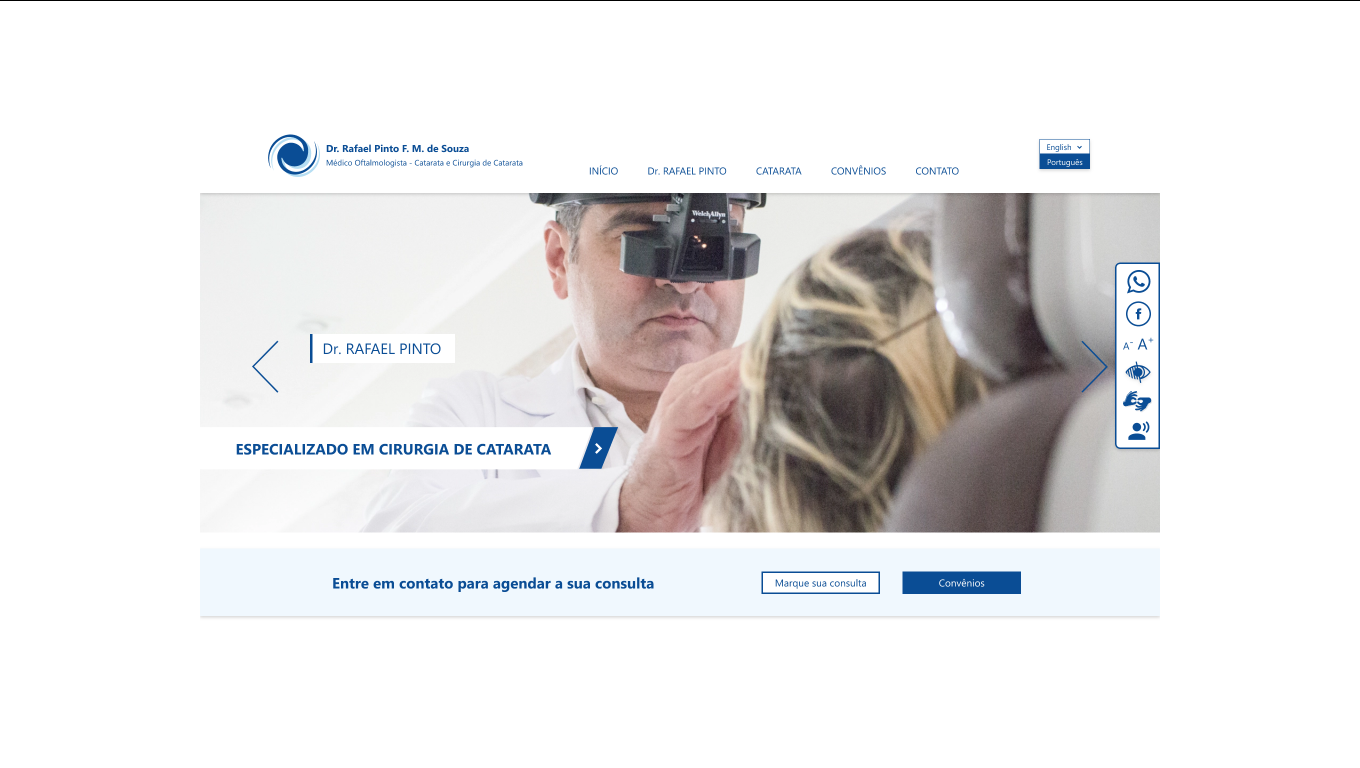 Dr. Rafael Pinto F. M. de Souza
Médico Oftalmologista - Catarata e Cirurgia de Catarata
INÍCIO
Dr. RAFAEL PINTO
CATARATA
CONVÊNIOS
CONTATO
English
Português
WelchAllyn
Dr. RAFAEL PINTO
A- A+
ESPECIALIZADO EM CIRURGIA DE CATARATA
Entre em contato para agendar a sua consulta
Marque sua consulta
Convênios